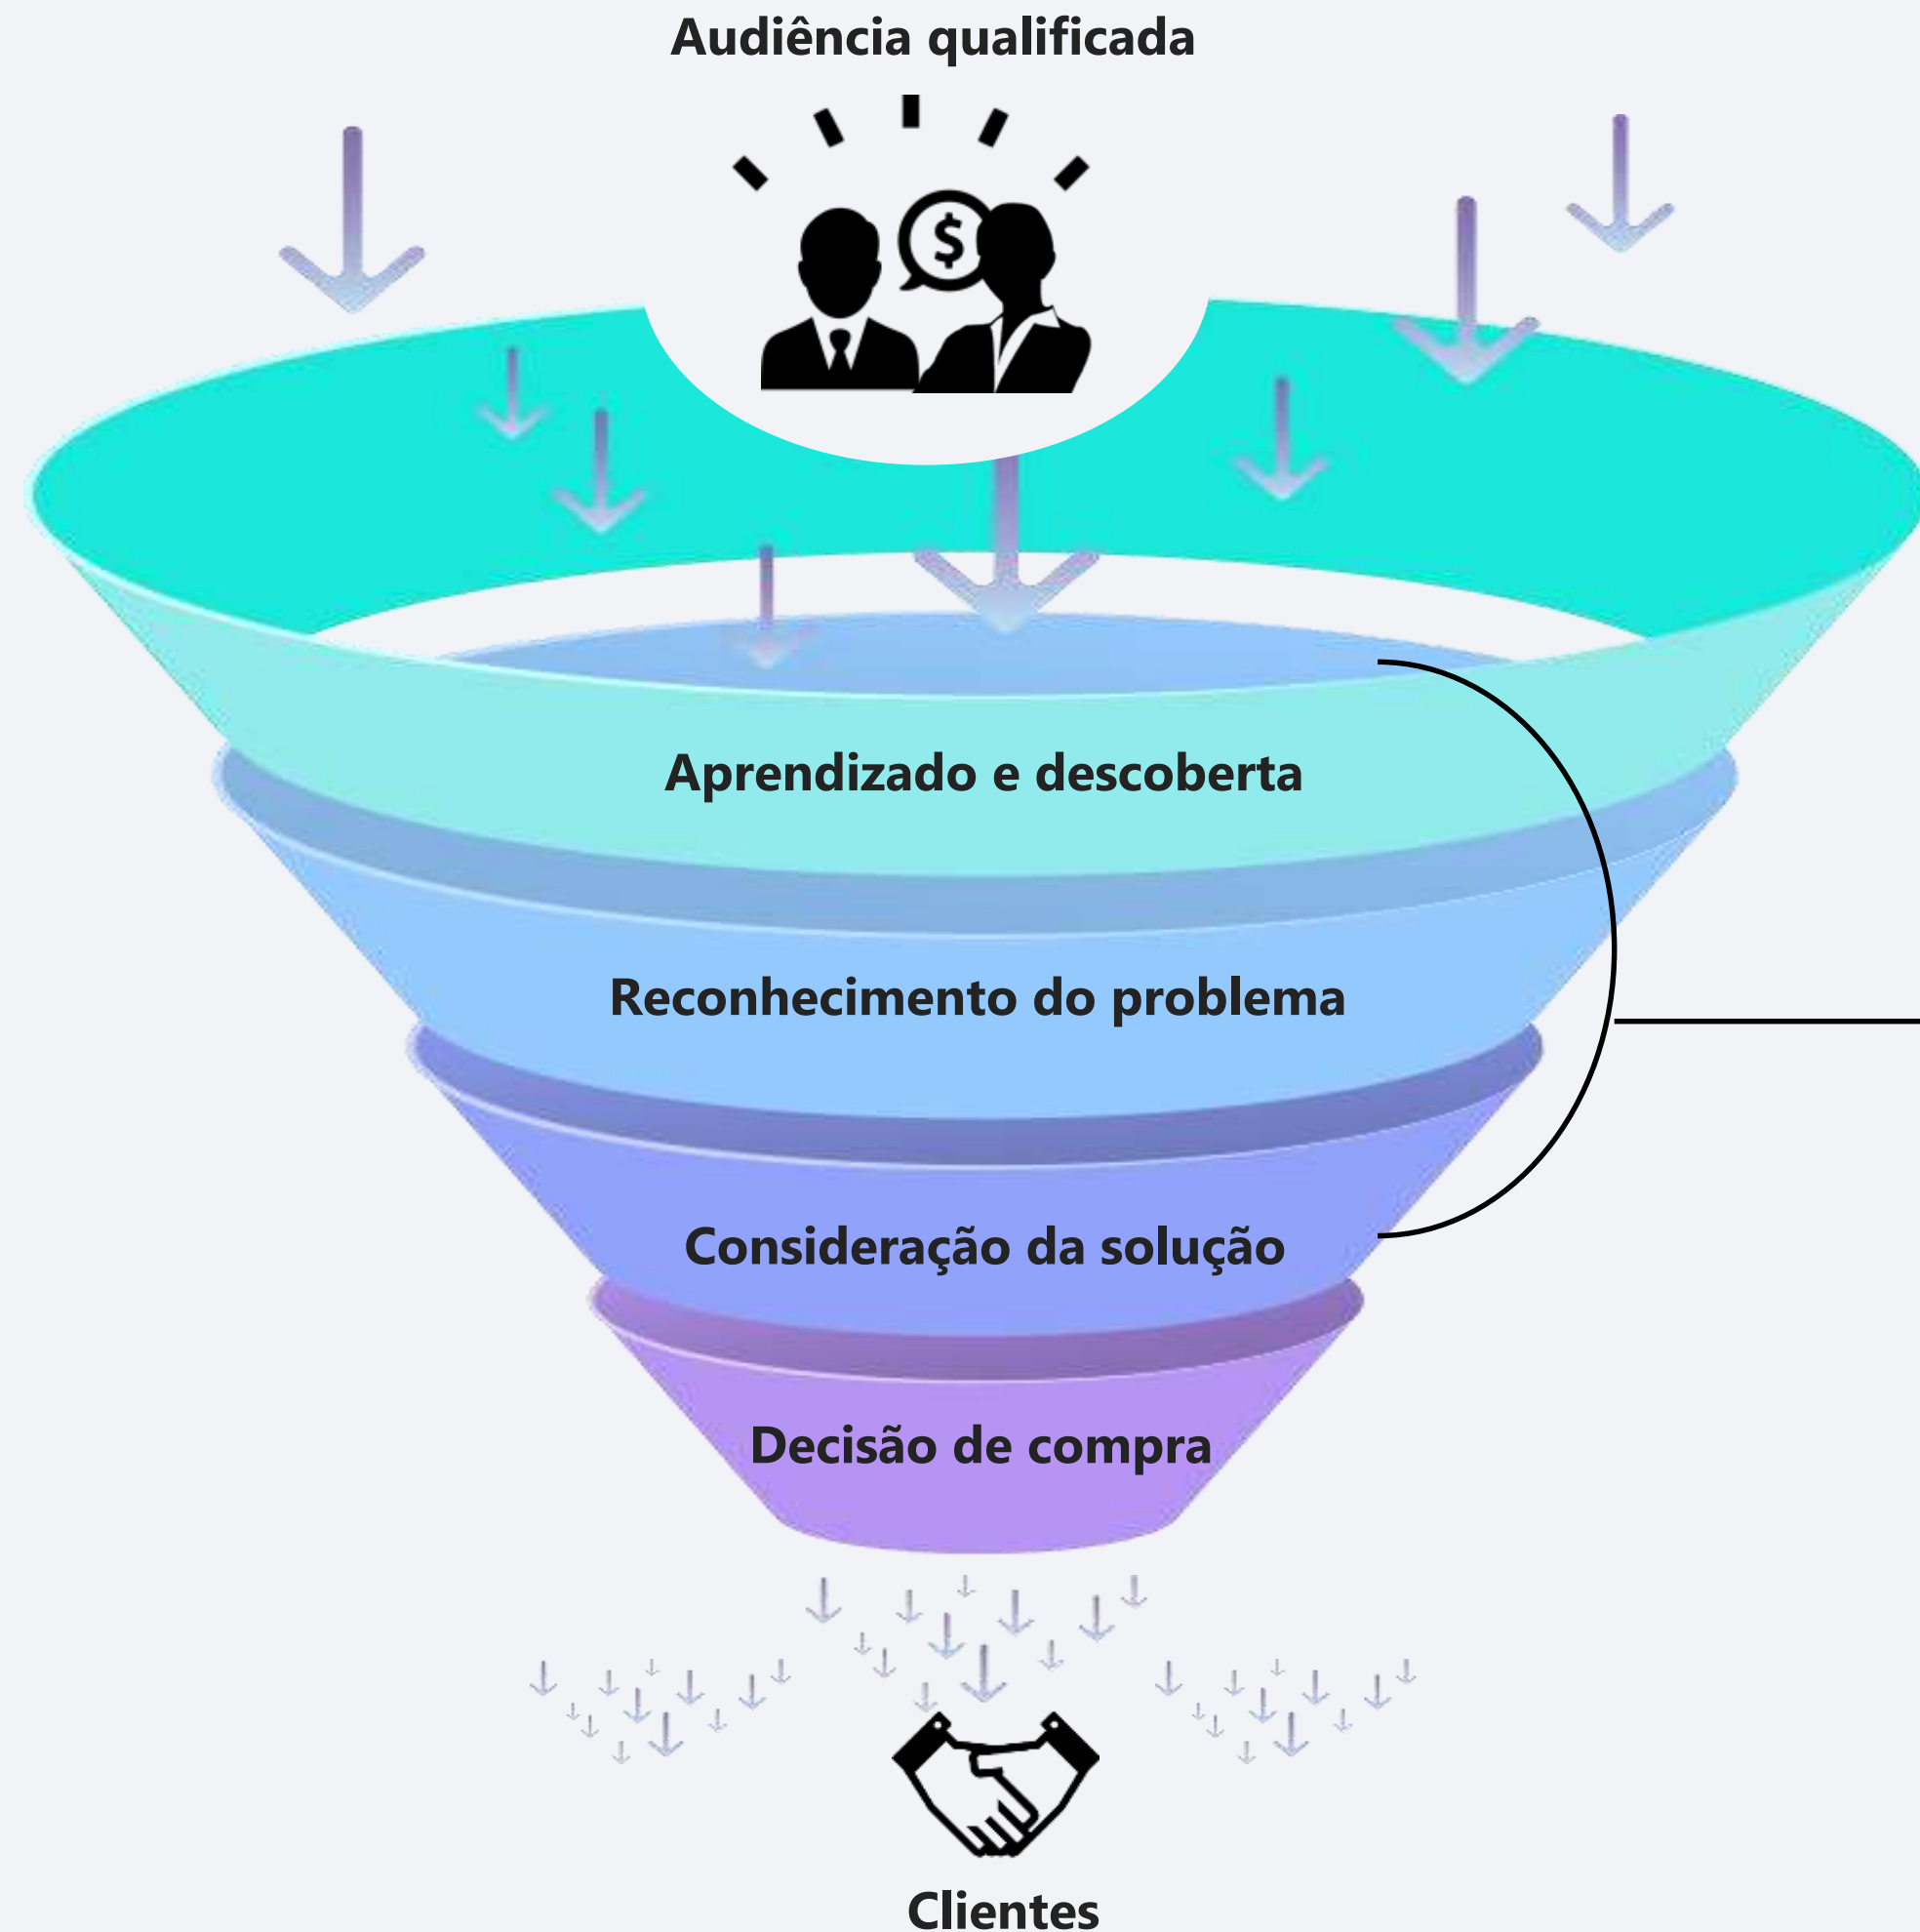 Audiência qualificada
$
Aprendizado e descoberta
Reconhecimento do problema
Consideração da solução
Decisão de compra
Clientes